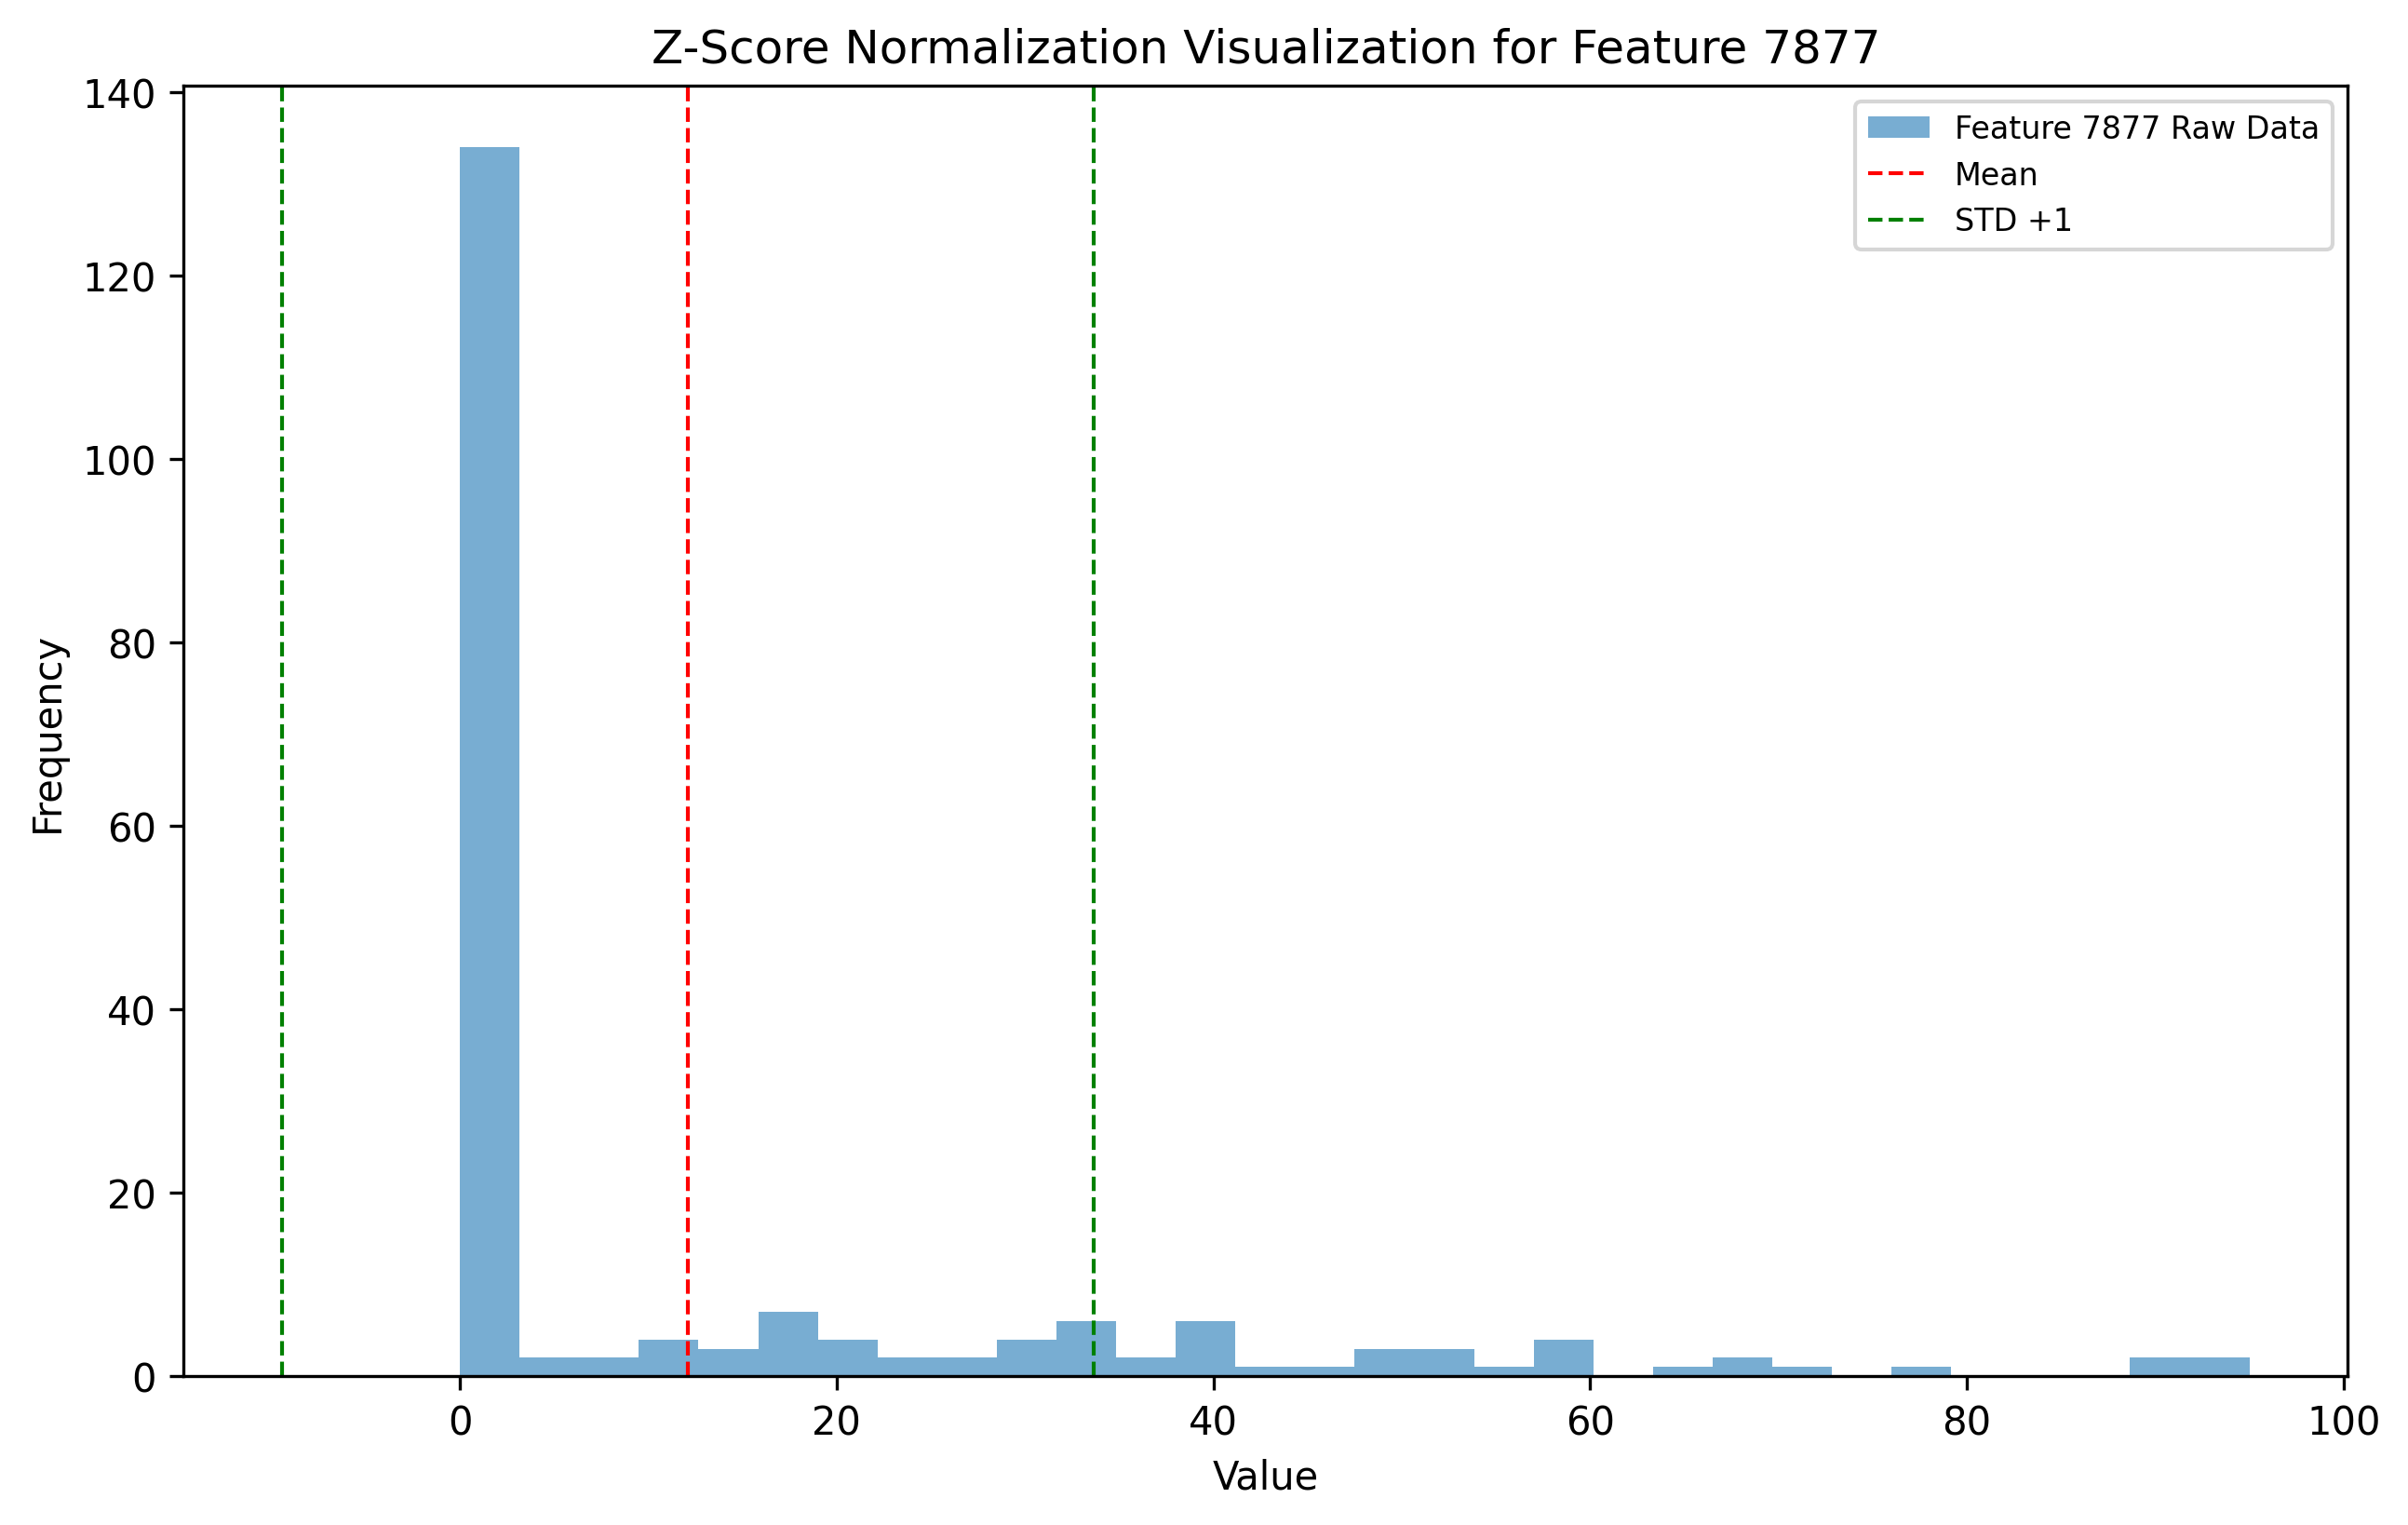 Z-Score Normalization Visualization for Feature 7877
140
120
100
80
60
40
20
0
Frequency
Feature 7877 Raw Data
Mean
STD +1
0 20 40 60 80 100
Value